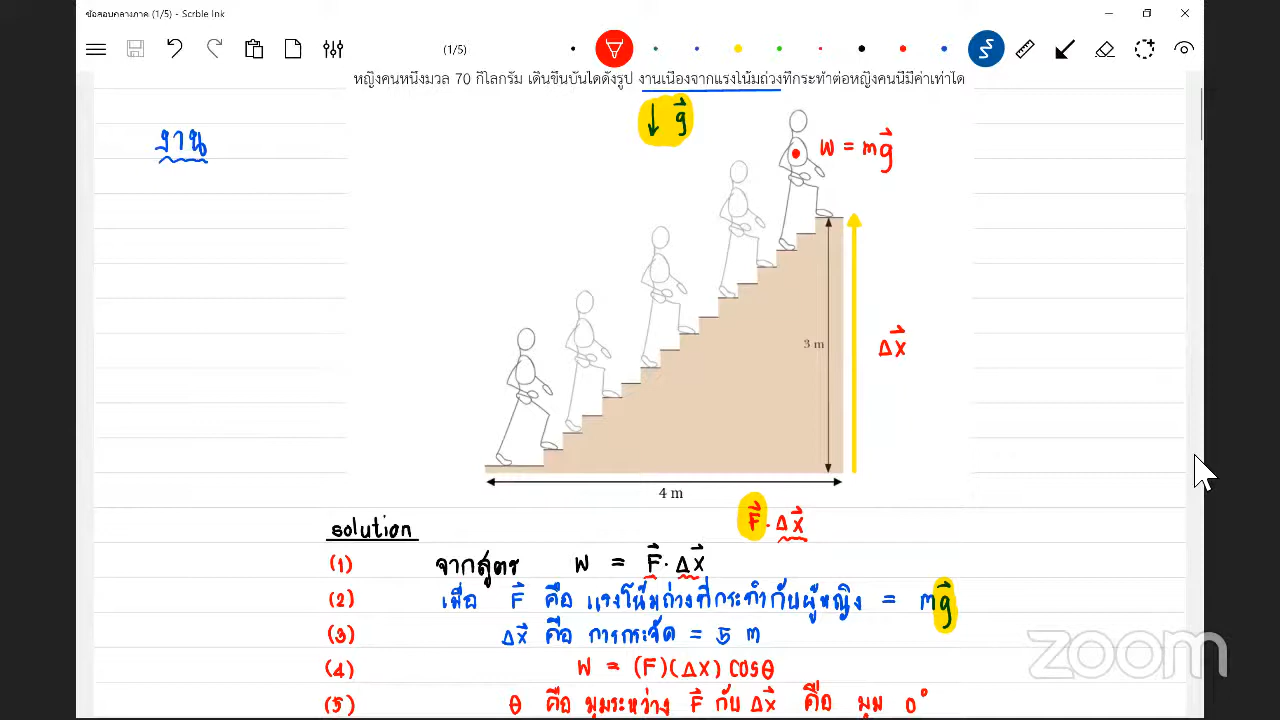 ข้อสอบกลางภาค (1/5) - Scrble Ink
(1/5)
หญิงคนหนึ่งมวล 70 กิโลกรัม เดินขึ้นบันไดดังรูป งานเนื่องจากแรงโน้มถ่วงที่กระทำต่อหญิงคนนี้มีค่าเท่าใด
งาน
↓ g⃗
W = mg⃗
3 m
Δx⃗
4 m
F⃗ · Δx⃗
solution
(1) จากสูตร W = F⃗ · Δx⃗
(2) เมื่อ F⃗ คือ แรงโน้มถ่วงที่กระทำกับผู้หญิง = mg⃗
(3) Δx⃗ คือ การกระจัด = 5 m
(4) W = (F)(Δx) cosθ
(5) θ คือ มุมระหว่าง F⃗ กับ Δx⃗ คือ มุม 0°
zoom